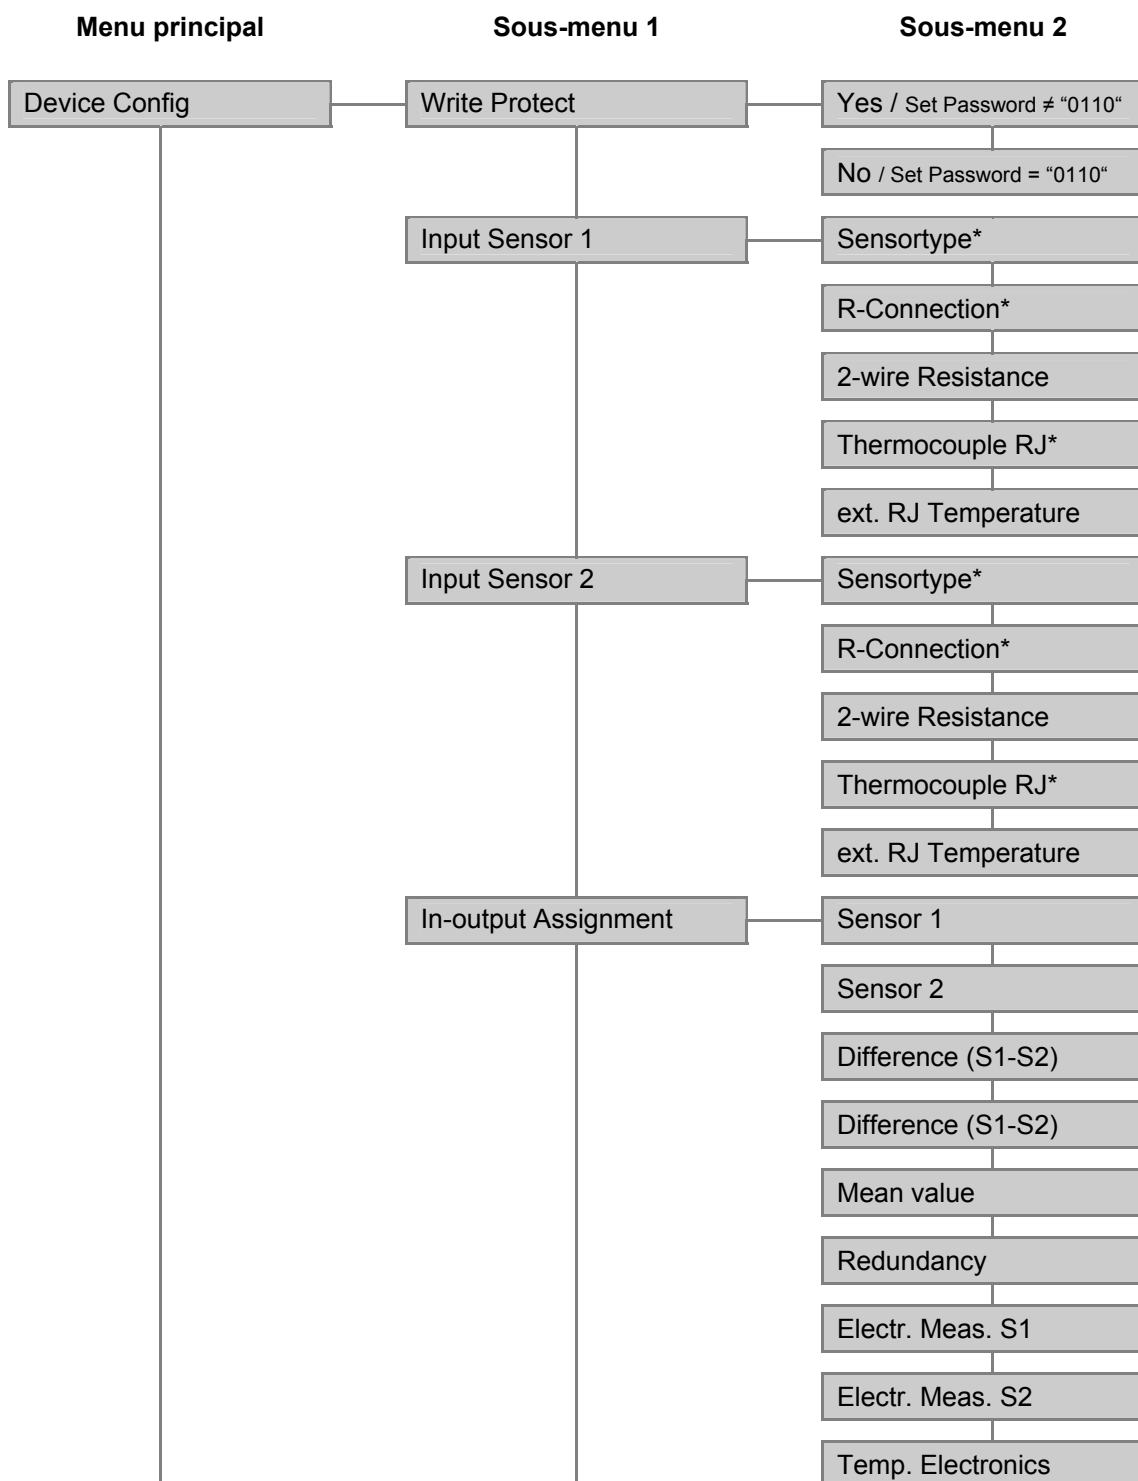 Menu principal Sous-menu 1 Sous-menu 2
Device Config Write Protect Yes / Set Password ≠ “0110“
No / Set Password = “0110“
Input Sensor 1 Sensortype*
R-Connection*
2-wire Resistance
Thermocouple RJ*
ext. RJ Temperature
Input Sensor 2 Sensortype*
R-Connection*
2-wire Resistance
Thermocouple RJ*
ext. RJ Temperature
In-output Assignment Sensor 1
Sensor 2
Difference (S1-S2)
Difference (S1-S2)
Mean value
Redundancy
Electr. Meas. S1
Electr. Meas. S2
Temp. Electronics